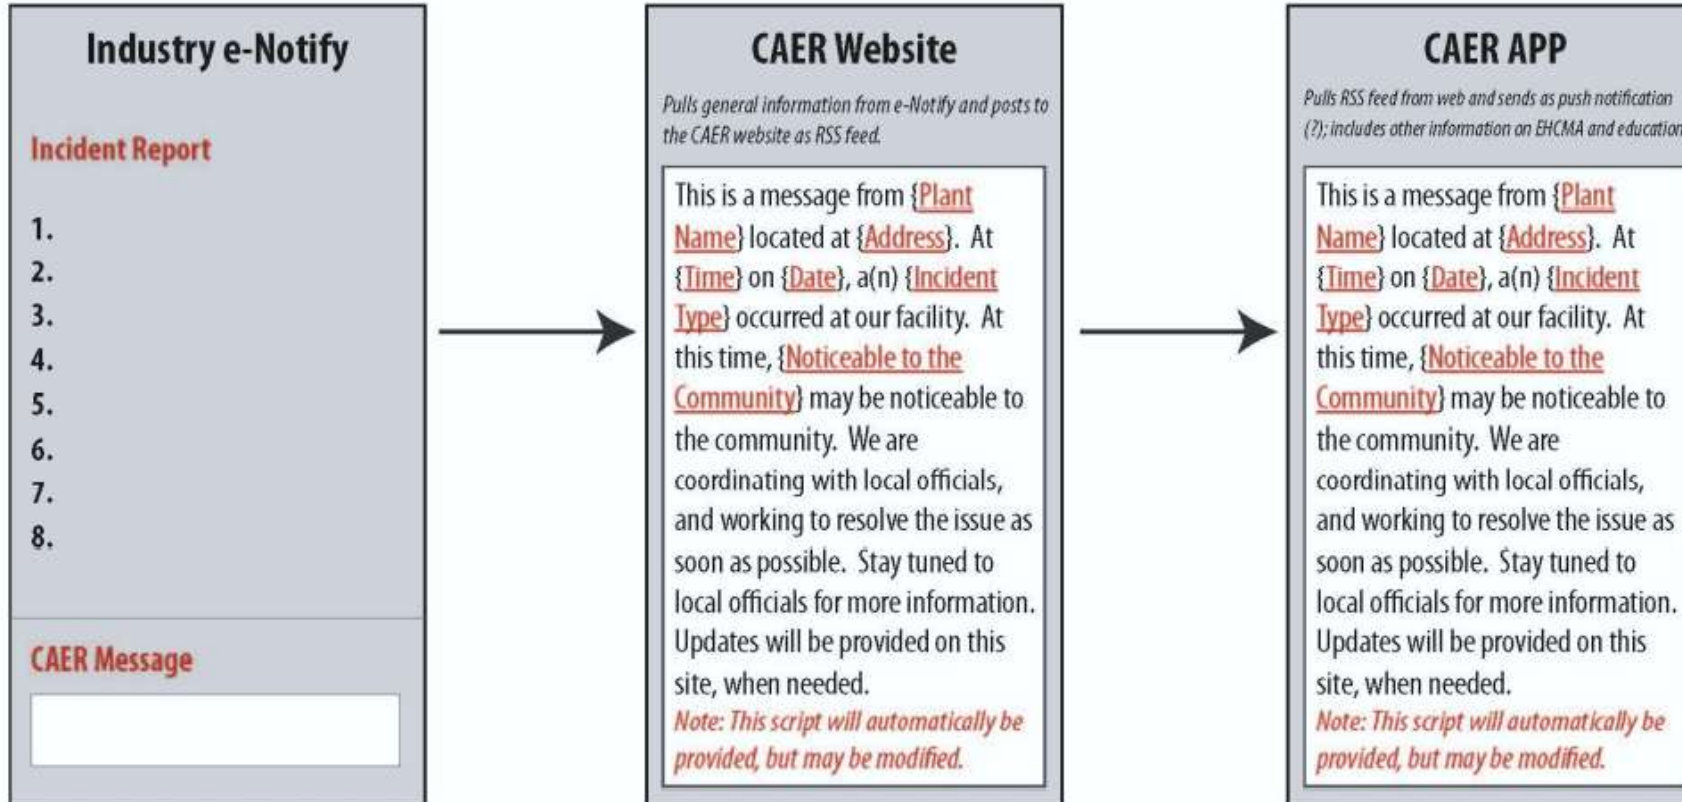 Industry e-Notify
Incident Report
1.
2.
3.
4.
5.
6.
7.
8.
CAER Message
CAER Website
Pulls general information from e-Notify and posts to
the CAER website as RSS feed.
This is a message from {Plant
Name} located at {Address}.  At
{Time} on {Date}, a(n) {Incident
Type} occurred at our facility.  At
this time, {Noticeable to the
Community} may be noticeable to
the community.  We are
coordinating with local officials,
and working to resolve the issue as
soon as possible.  Stay tuned to
local officials for more information.
Updates will be provided on this
site, when needed.
Note: This script will automatically be
provided, but may be modified.
CAER APP
Pulls RSS feed from web and sends as push notification
(?); includes other information on EHCMA and education
This is a message from {Plant
Name} located at {Address}.  At
{Time} on {Date}, a(n) {Incident
Type} occurred at our facility.  At
this time, {Noticeable to the
Community} may be noticeable to
the community.  We are
coordinating with local officials,
and working to resolve the issue as
soon as possible.  Stay tuned to
local officials for more information.
Updates will be provided on this
site, when needed.
Note: This script will automatically be
provided, but may be modified.